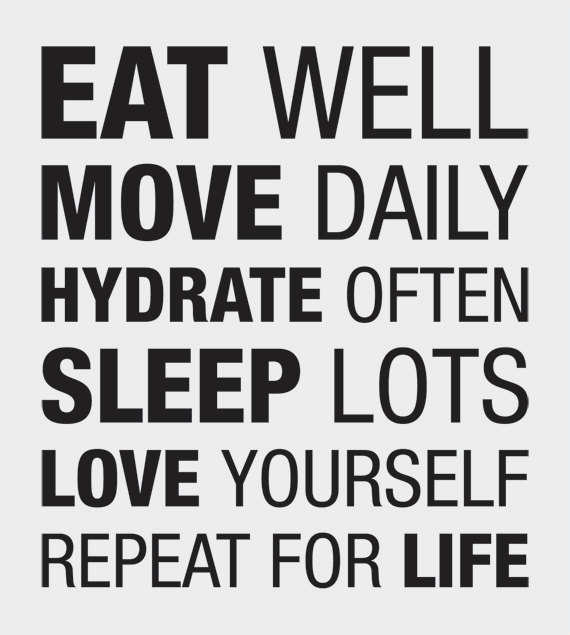 EAT WELL
MOVE DAILY
HYDRATE OFTEN
SLEEP LOTS
LOVE YOURSELF
REPEAT FOR LIFE